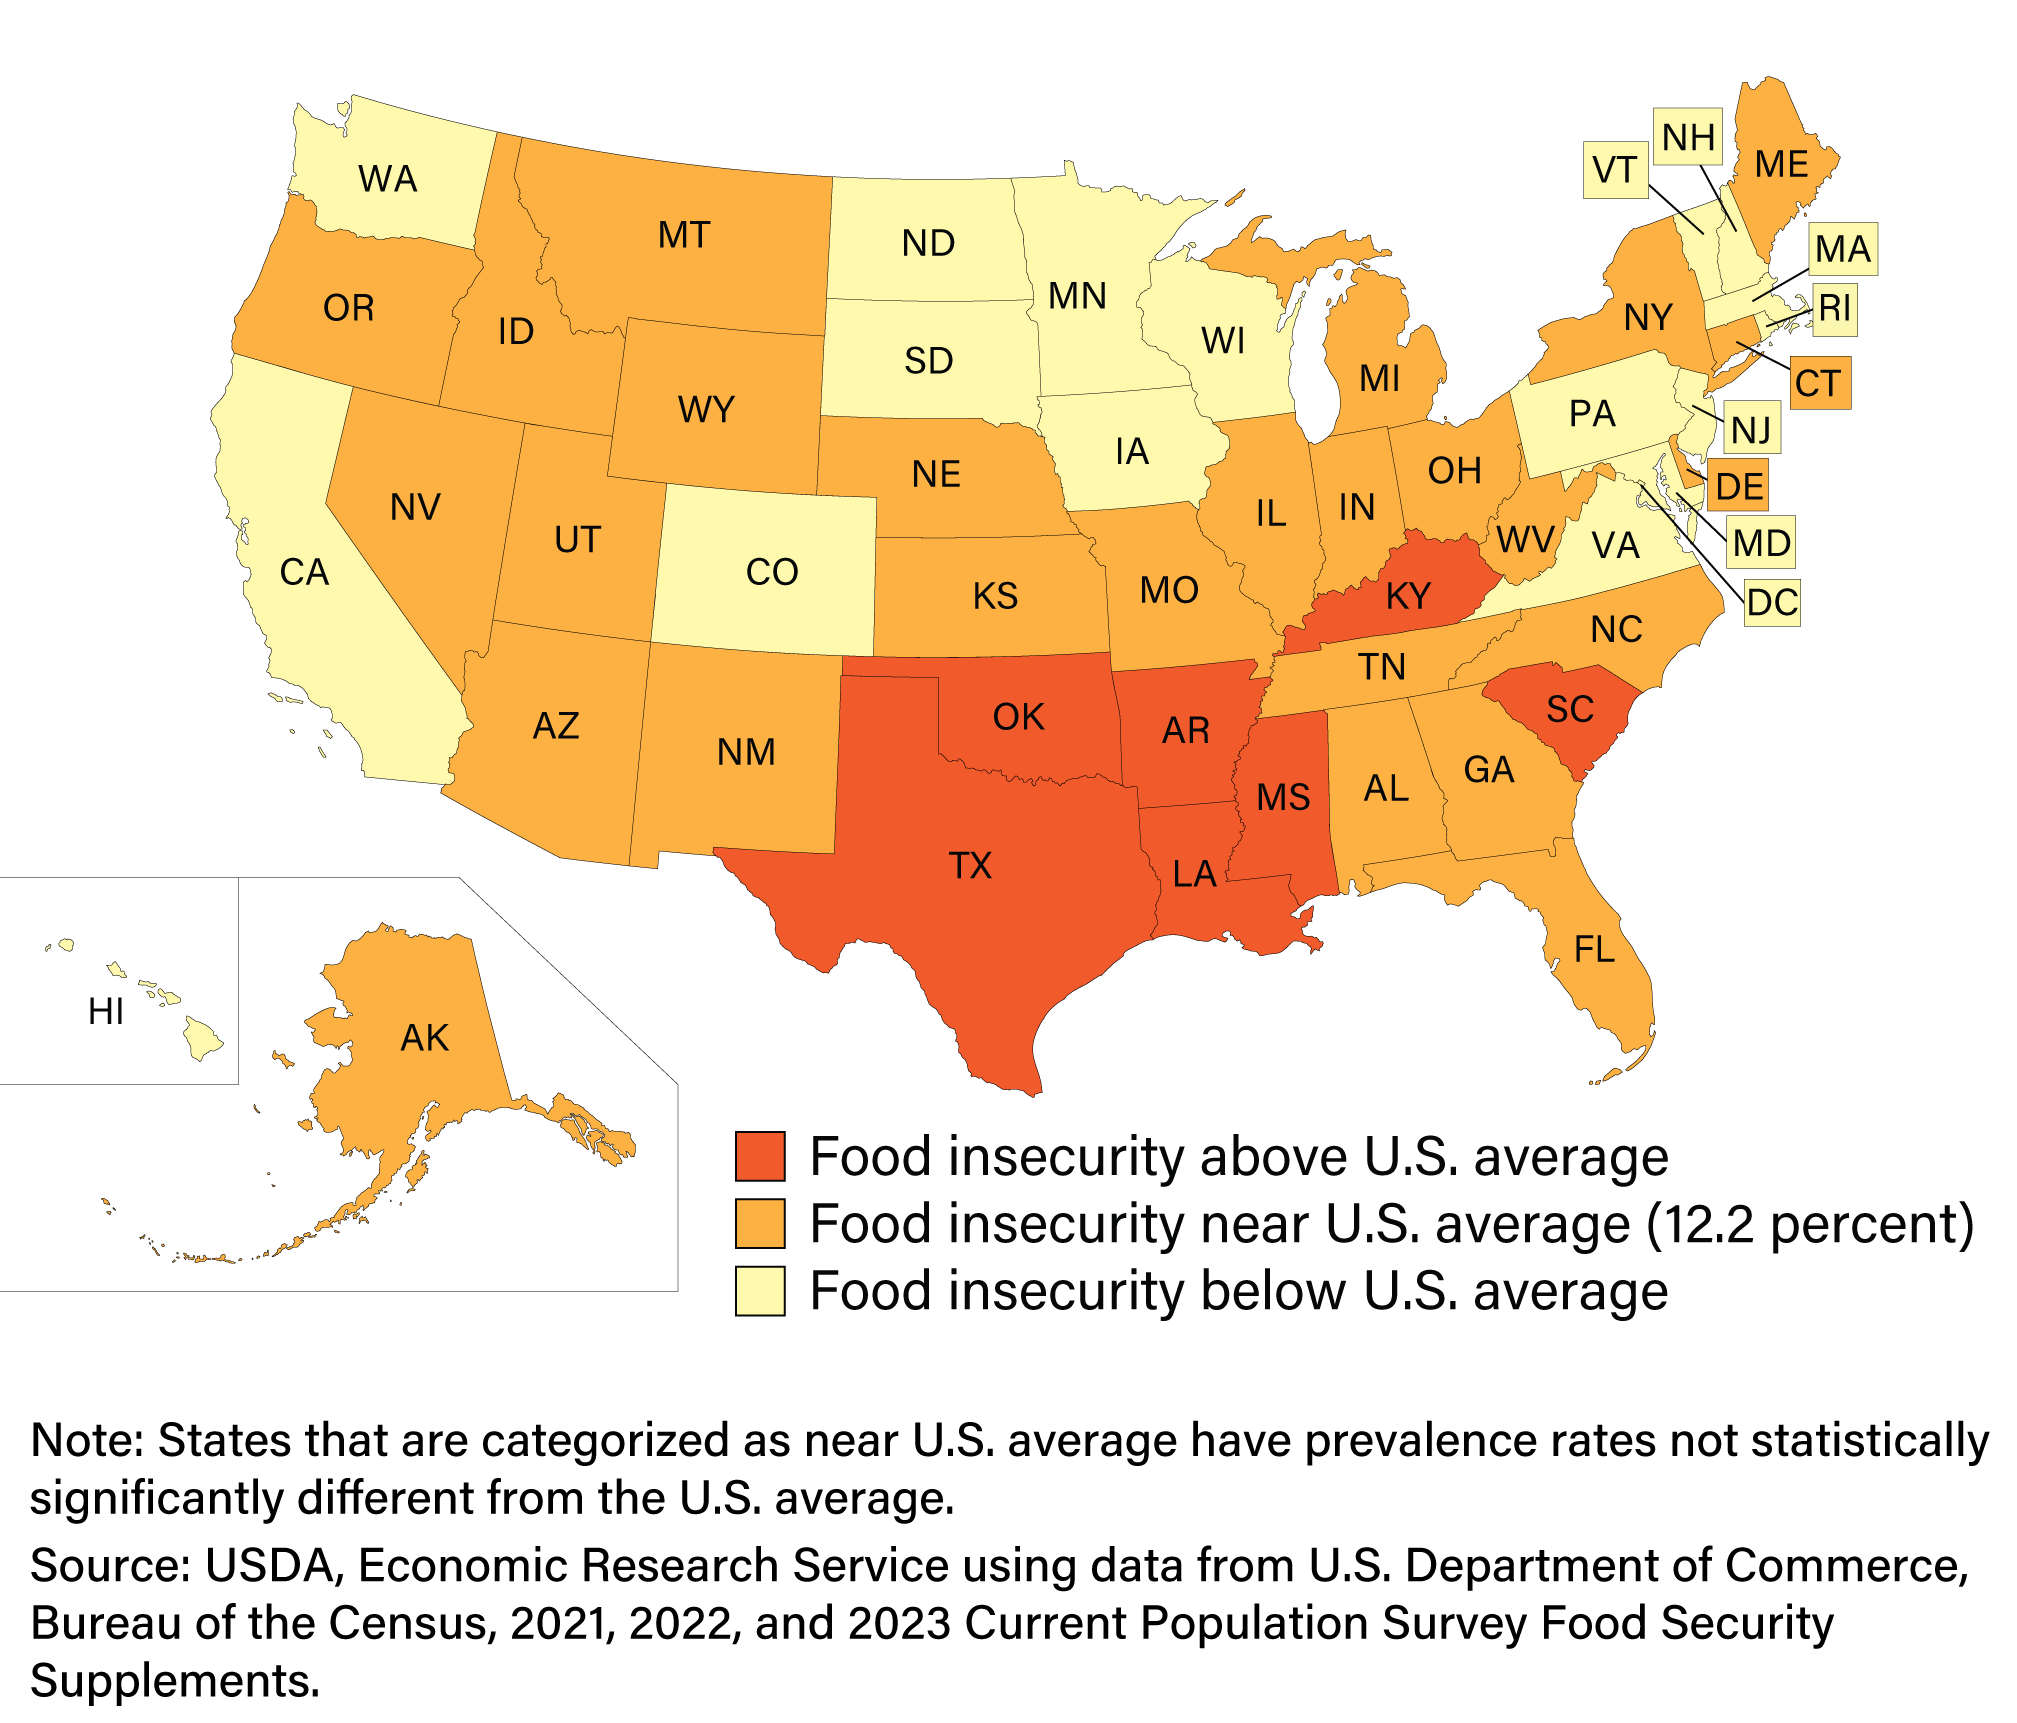 NH
VT
ME
WA
MT
ND
MN
MA
OR
ID
SD
WI
NY
RI
MI
CT
WY
PA
NJ
IA
NE
OH
DE
NV
IL
IN
UT
WV
VA
MD
CA
CO
KS
MO
KY
DC
NC
TN
OK
AR
SC
AZ
NM
MS
AL
GA
TX
LA
FL
HI
AK
Food insecurity above U.S. average
Food insecurity near U.S. average (12.2 percent)
Food insecurity below U.S. average
Note: States that are categorized as near U.S. average have prevalence rates not statistically
significantly different from the U.S. average.
Source: USDA, Economic Research Service using data from U.S. Department of Commerce,
Bureau of the Census, 2021, 2022, and 2023 Current Population Survey Food Security
Supplements.